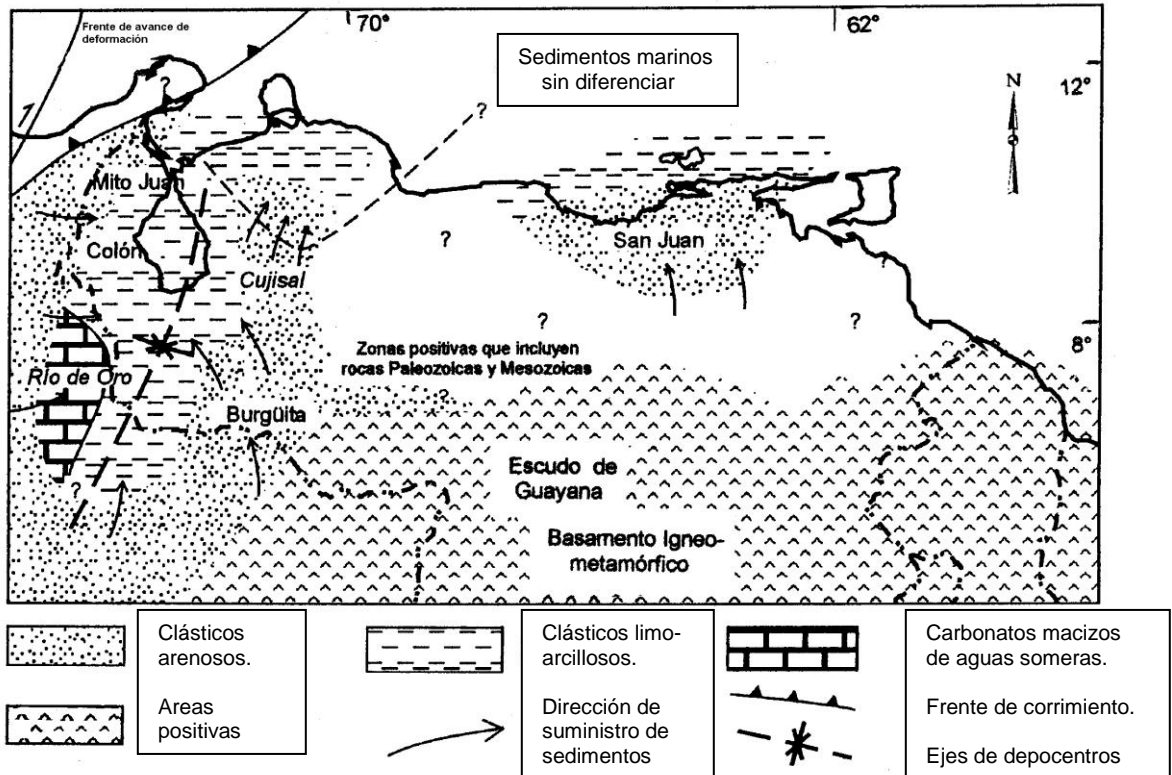 Frente de avance de
deformación
70°
62°
Sedimentos marinos
sin diferenciar
12°
N
?
?
1
Mito Juan
Colón
Cujisal
?
San Juan
?
?
?
8°
Zonas positivas que incluyen
rocas Paleozoicas y Mesozoicas
?
Río de Oro
Burgüita
?
Escudo de
Guayana
Basamento Igneo-
metamórfico
Clásticos
arenosos.
Areas
positivas
Clásticos limo-
arcillosos.
Dirección de
suministro de
sedimentos
Carbonatos macizos
de aguas someras.
Frente de corrimiento.
Ejes de depocentros